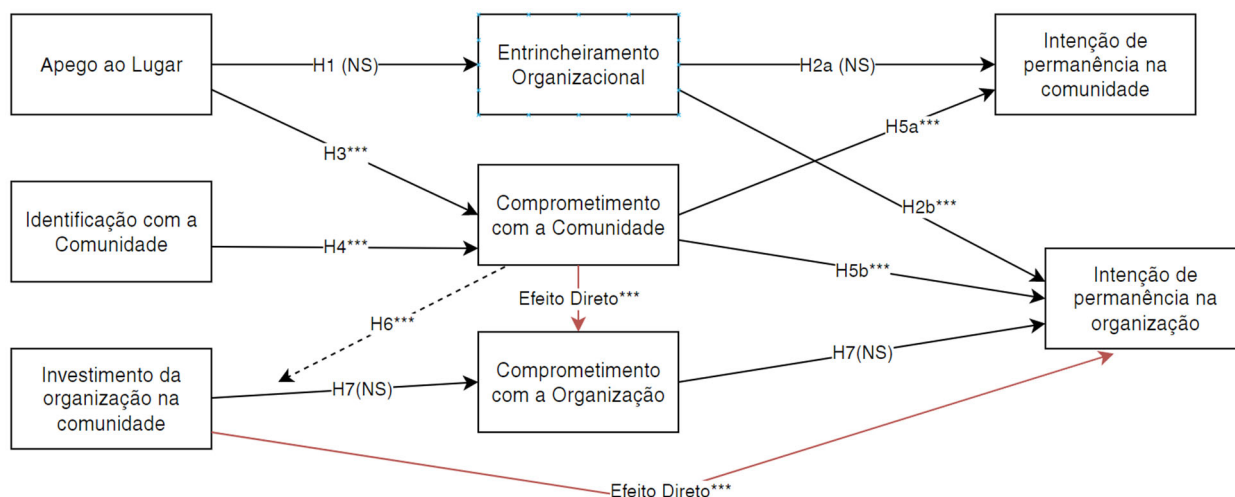 Apego ao Lugar
H1 (NS)
Entrincheiramento
Organizacional
H2a (NS)
Intenção de
permanência na
comunidade
H5a***
H3***
Identificação com a
Comunidade
H4***
Comprometimento
com a Comunidade
H2b***
H5b***
Intenção de
permanência na
organização
Efeito Direto***
H6***
Investimento da
organização na
comunidade
H7(NS)
Comprometimento
com a Organização
H7(NS)
Efeito Direto***